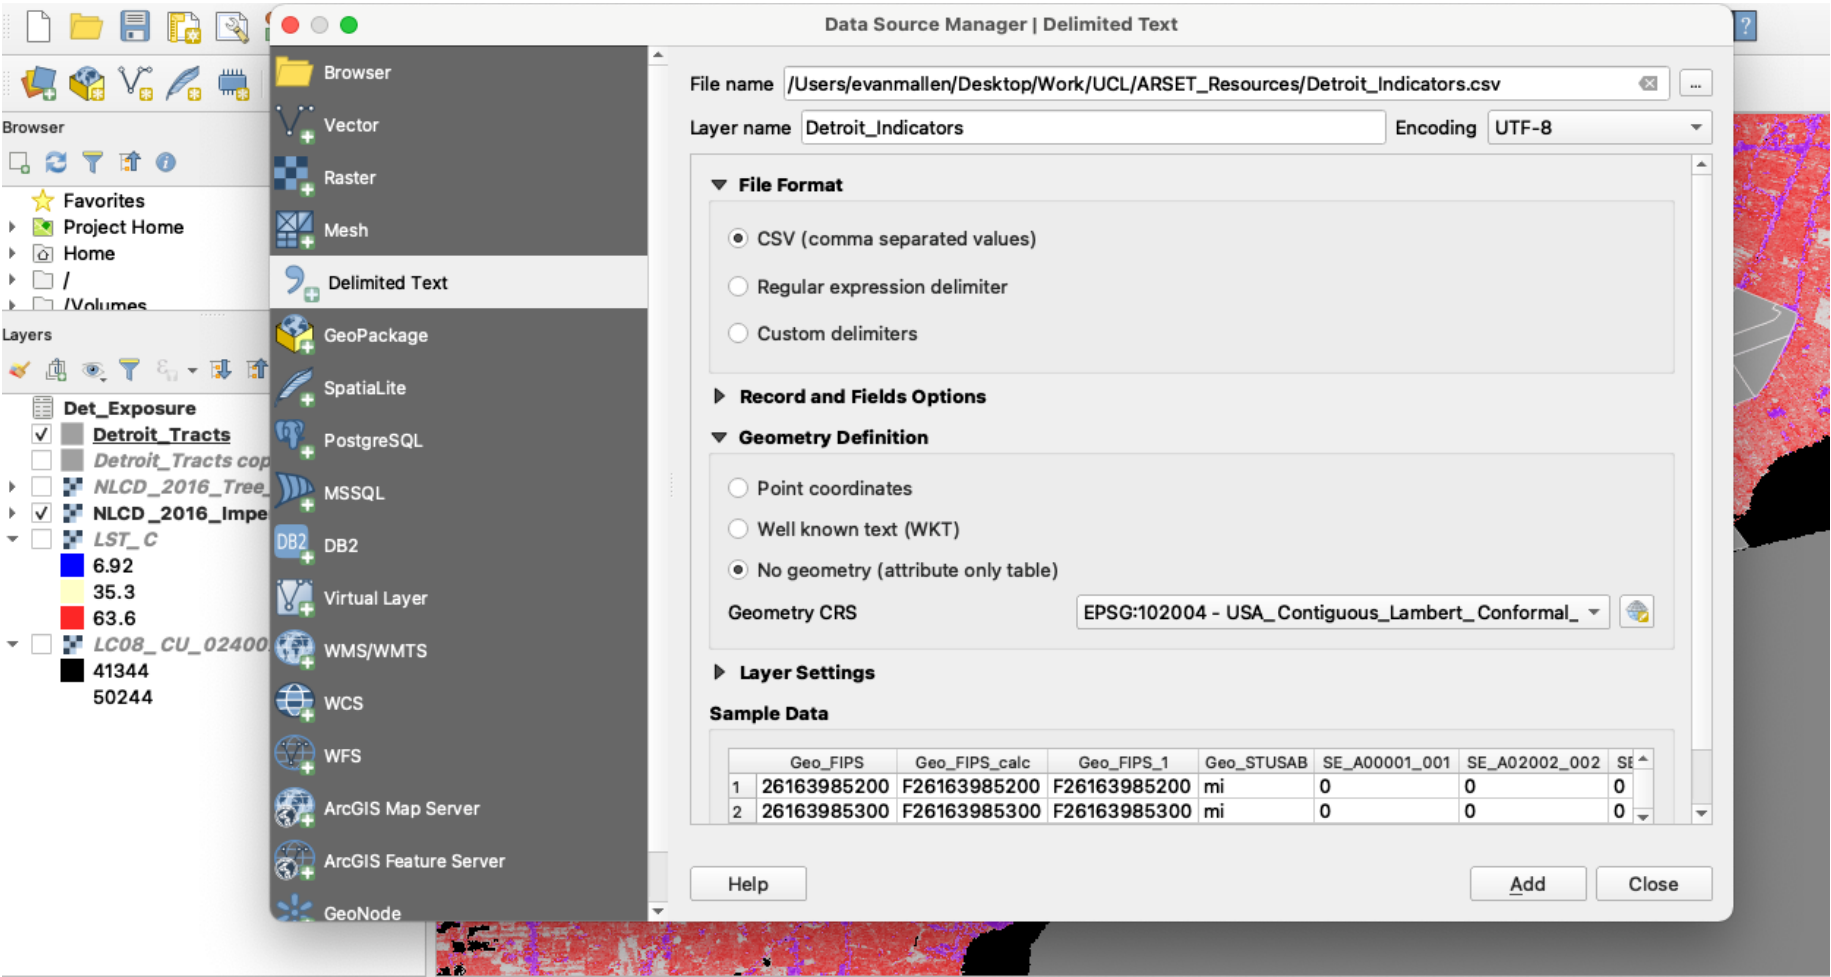 Data Source Manager | Delimited Text
?
Browser
Favorites
Project Home
Home
/
/Volumes
Layers
Det_Exposure
Detroit_Tracts
Detroit_Tracts cop
NLCD_2016_Tree_
NLCD_2016_Impe
LST_C
6.92
35.3
63.6
LC08_CU_02400
41344
50244
Browser
Vector
Raster
Mesh
Delimited Text
GeoPackage
SpatiaLite
PostgreSQL
MSSQL
DB2 DB2
Virtual Layer
WMS/WMTS
WCS
WFS
ArcGIS Map Server
ArcGIS Feature Server
GeoNode
File name /Users/evanmallen/Desktop/Work/UCL/ARSET_Resources/Detroit_Indicators.csv ...
Layer name Detroit_Indicators Encoding UTF-8
File Format
CSV (comma separated values)
Regular expression delimiter
Custom delimiters
Record and Fields Options
Geometry Definition
Point coordinates
Well known text (WKT)
No geometry (attribute only table)
Geometry CRS EPSG:102004 - USA_Contiguous_Lambert_Conformal_
Layer Settings
Sample Data
Geo_FIPS Geo_FIPS_calc Geo_FIPS_1 Geo_STUSAB SE_A00001_001 SE_A02002_002 SE
1 26163985200 F26163985200 F26163985200 mi 0 0 0
2 26163985300 F26163985300 F26163985300 mi 0 0 0
Help Add Close